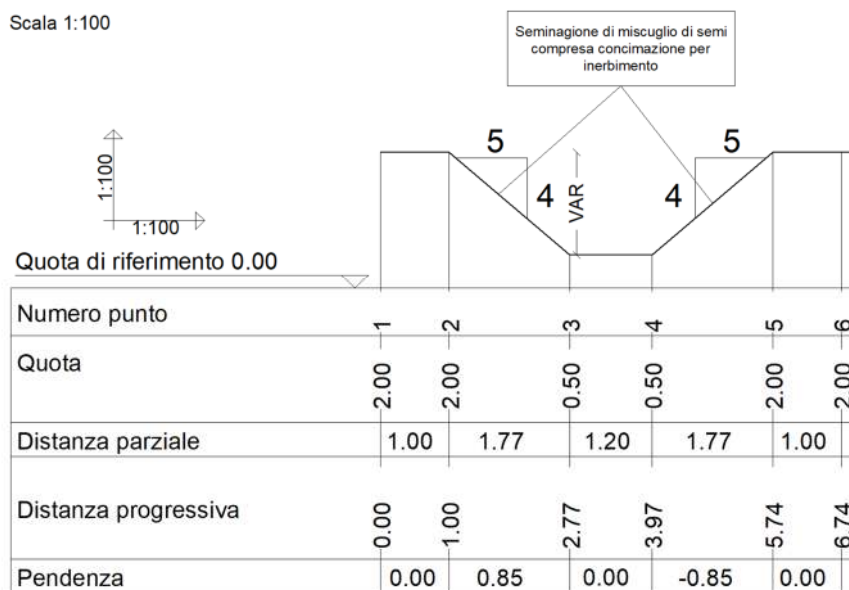 Scala 1:100
Seminagione di miscuglio di semi
compresa concimazione per
inerbimento
5
5
1:100
4
VAR
4
1:100
Quota di riferimento 0.00
Numero punto 1 2 3 4 5 6
Quota 2.00 2.00 0.50 0.50 2.00 2.00
Distanza parziale 1.00 1.77 1.20 1.77 1.00
Distanza progressiva 0.00 1.00 2.77 3.97 5.74 6.74
Pendenza 0.00 0.85 0.00 -0.85 0.00